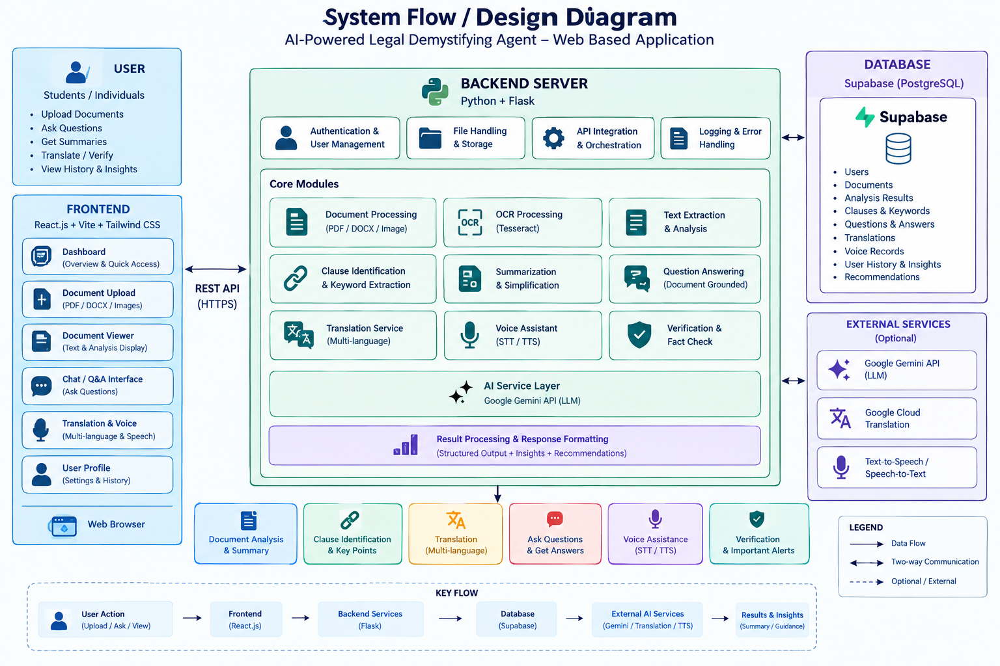 System Flow / Design Diagram
AI-Powered Legal Demystifying Agent – Web Based Application
USER
Students / Individuals
• Upload Documents
• Ask Questions
• Get Summaries
• Translate / Verify
• View History & Insights
FRONTEND
React.js + Vite + Tailwind CSS
Dashboard
(Overview & Quick Access)
Document Upload
(PDF / DOCX / Images)
Document Viewer
(Text & Analysis Display)
Chat / Q&A Interface
(Ask Questions)
Translation & Voice
(Multi-language & Speech)
User Profile
(Settings & History)
Web Browser
REST API
(HTTPS)
BACKEND SERVER
Python + Flask
Authentication &
User Management
File Handling
& Storage
API Integration
& Orchestration
Logging & Error
Handling
Core Modules
Document Processing
(PDF / DOCX / Image)
OCR
OCR Processing
(Tesseract)
Text Extraction
& Analysis
Clause Identification
& Keyword Extraction
Summarization
& Simplification
Question Answering
(Document Grounded)
Translation Service
(Multi-language)
Voice Assistant
(STT / TTS)
Verification &
Fact Check
AI Service Layer
Google Gemini API (LLM)
Result Processing & Response Formatting
(Structured Output + Insights + Recommendations)
DATABASE
Supabase (PostgreSQL)
Supabase
• Users
• Documents
• Analysis Results
• Clauses & Keywords
• Questions & Answers
• Translations
• Voice Records
• User History & Insights
• Recommendations
EXTERNAL SERVICES
(Optional)
Google Gemini API
(LLM)
Google Cloud
Translation
Text-to-Speech /
Speech-to-Text
Document Analysis
& Summary
Clause Identification
& Key Points
Translation
(Multi-language)
Ask Questions
& Get Answers
Voice Assistance
(STT / TTS)
Verification
& Important Alerts
LEGEND
Data Flow
Two-way Communication
Optional / External
KEY FLOW
User Action
(Upload / Ask / View)
Frontend
(React.js)
Backend Services
(Flask)
Database
(Supabase)
External AI Services
(Gemini / Translation / TTS)
Results & Insights
(Summary / Guidance)